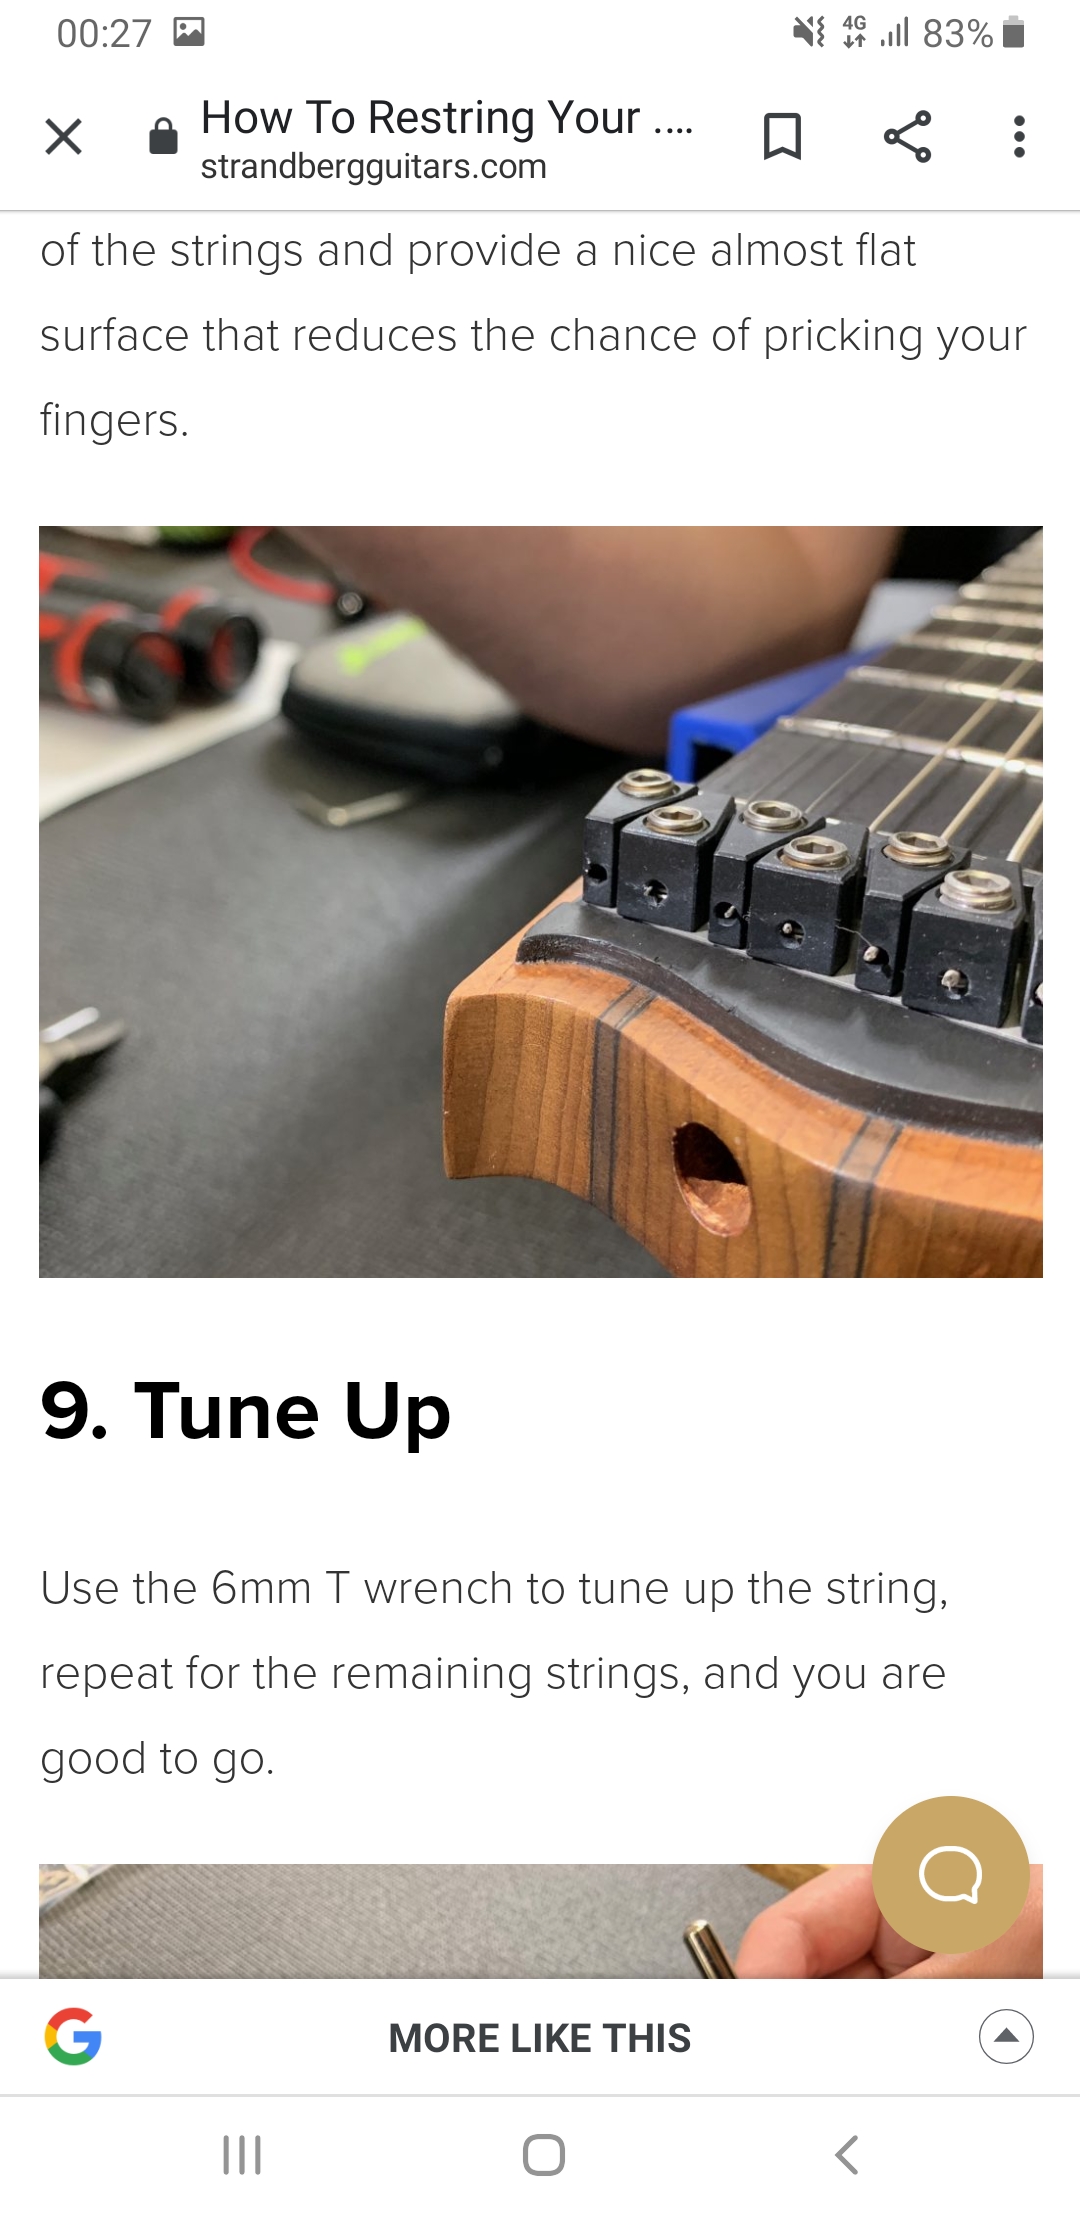 00:27
4G
83%
How To Restring Your ....
strandbergguitars.com
of the strings and provide a nice almost flat
surface that reduces the chance of pricking your
fingers.
9. Tune Up
Use the 6mm T wrench to tune up the string,
repeat for the remaining strings, and you are
good to go.
MORE LIKE THIS